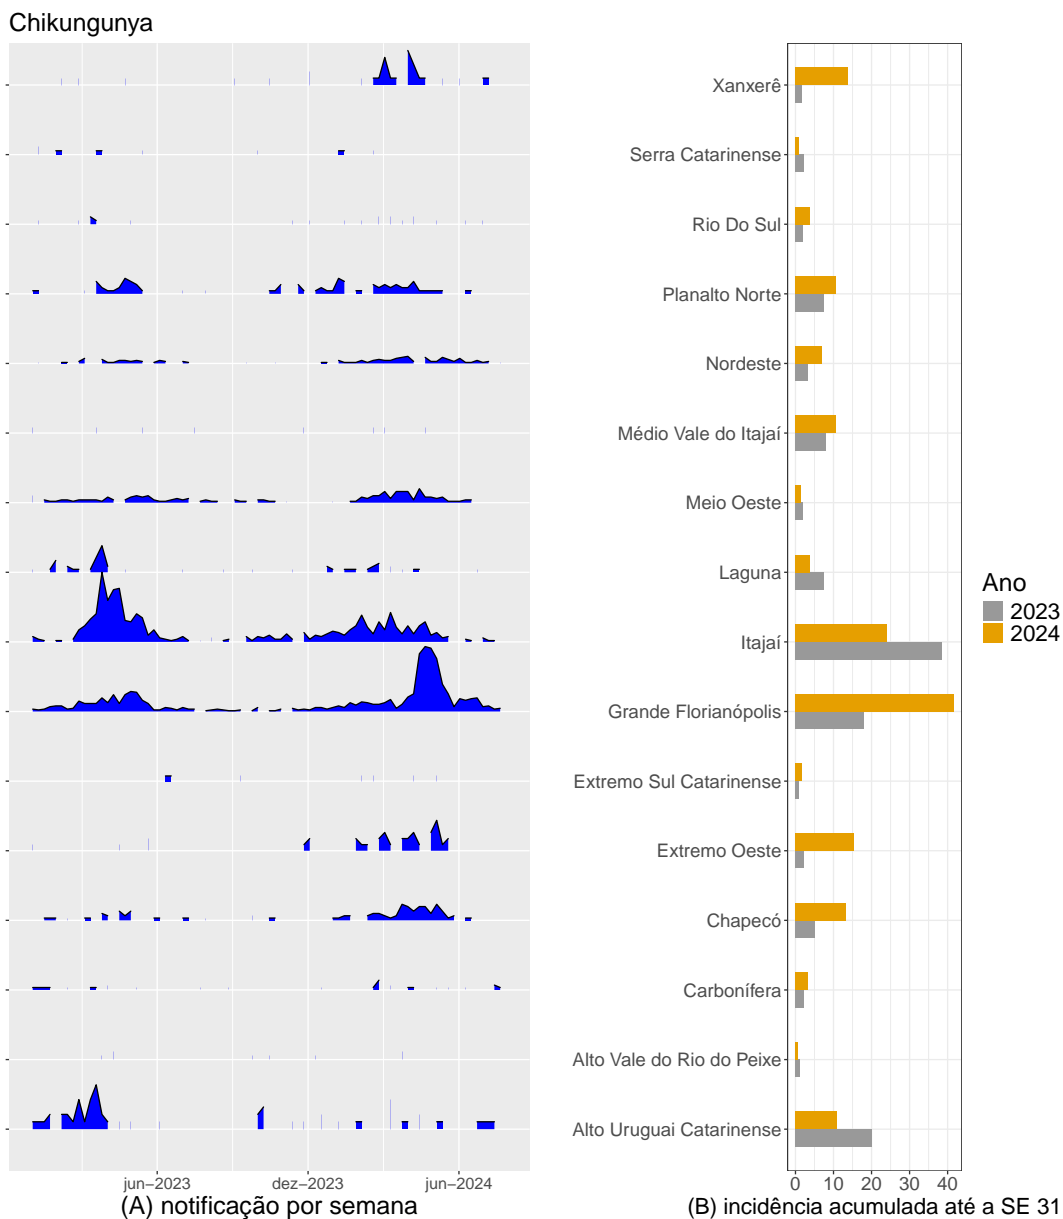 Chikungunya
Xanxerê
Serra Catarinense
Rio Do Sul
Planalto Norte
Nordeste
Médio Vale do Itajaí
Meio Oeste
Laguna
Itajaí
Grande Florianópolis
Extremo Sul Catarinense
Extremo Oeste
Chapecó
Carbonífera
Alto Vale do Rio do Peixe
Alto Uruguai Catarinense
Ano
2023
2024
jun−2023 dez−2023 jun−2024
0 10 20 30 40
(A) notificação por semana
(B) incidência acumulada até a SE 31